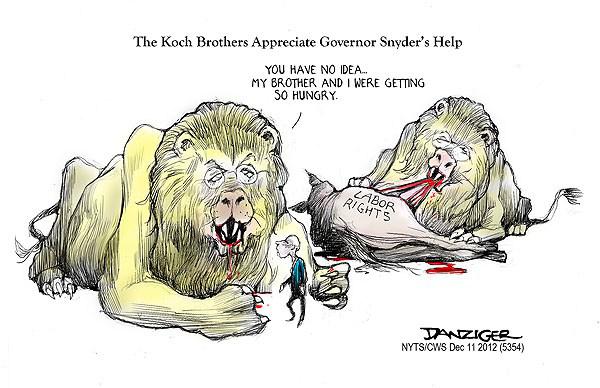 The Koch Brothers Appreciate Governor Snyder's Help
YOU HAVE NO IDEA...
MY BROTHER AND I WERE GETTING
SO HUNGRY.
LABOR
RIGHTS
DANZIGER
NYTS/CWS Dec 11 2012 (5354)